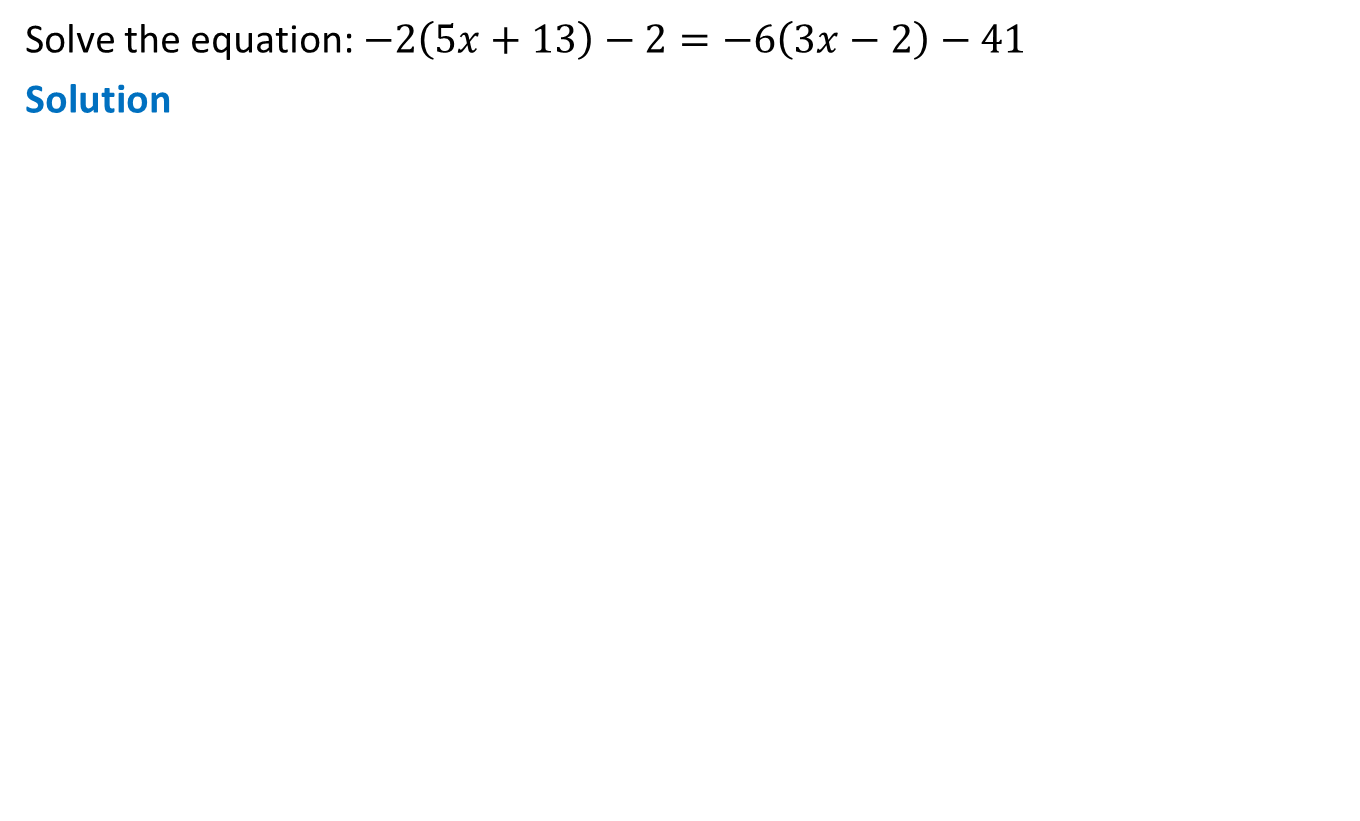 Solve the equation: −2(5x + 13) − 2 = −6(3x − 2) − 41
Solution